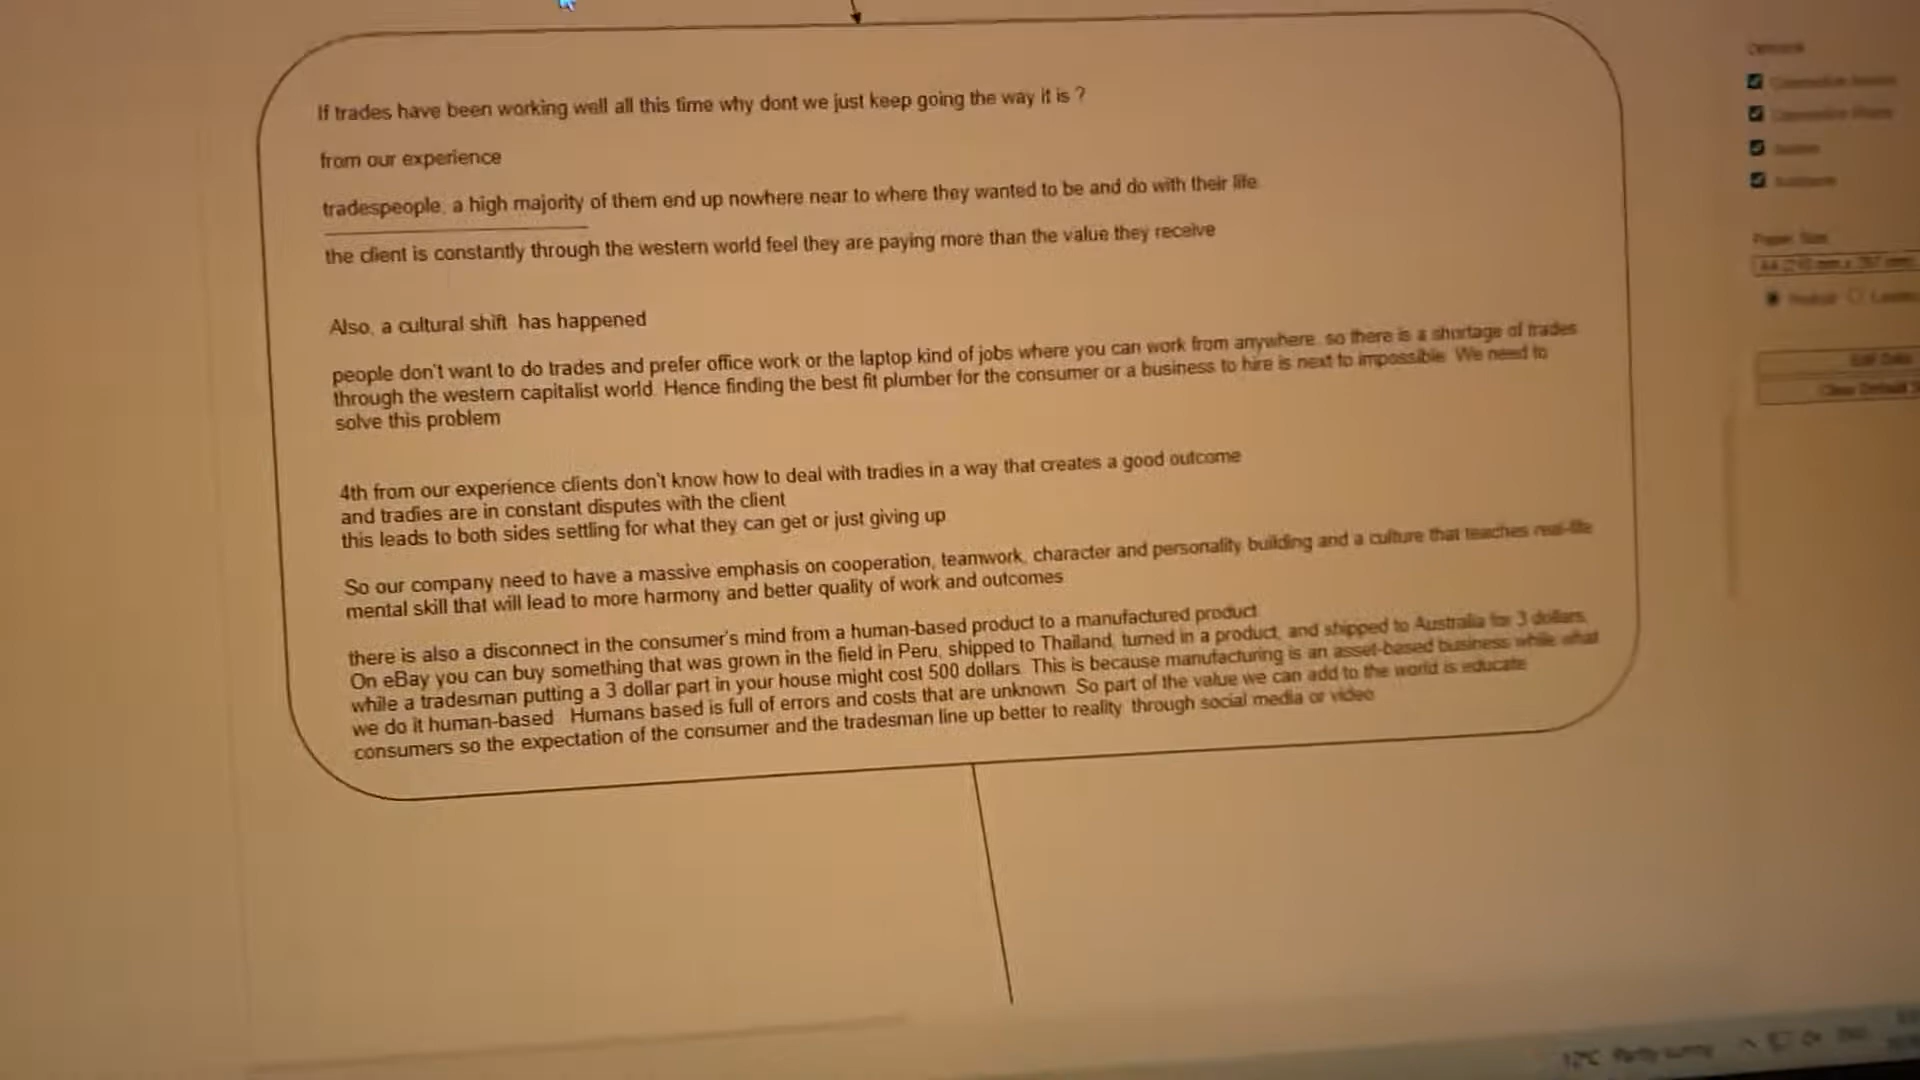 If trades have been working well all this time why dont we just keep going the way it is ?
from our experience
tradespeople, a high majority of them end up nowhere near to where they wanted to be and do with their life
the client is constantly through the western world feel they are paying more than the value they receive
Also, a cultural shift has happened
people don't want to do trades and prefer office work or the laptop kind of jobs where you can work from anywhere. so there is a shortage of trades
through the western capitalist world. Hence finding the best fit plumber for the consumer or a business to hire is next to impossible. We need to
solve this problem
4th from our experience clients don't know how to deal with tradies in a way that creates a good outcome
and tradies are in constant disputes with the client
this leads to both sides settling for what they can get or just giving up
So our company need to have a massive emphasis on cooperation, teamwork, character and personality building and a culture that teaches real-life
mental skill that will lead to more harmony and better quality of work and outcomes
there is also a disconnect in the consumer's mind from a human-based product to a manufactured product.
On eBay you can buy something that was grown in the field in Peru, shipped to Thailand, turned in a product, and shipped to Australia for 3 dollars,
while a tradesman putting a 3 dollar part in your house might cost 500 dollars. This is because manufacturing is an asset-based business while what
we do it human-based. Humans based is full of errors and costs that are unknown. So part of the value we can add to the world is educate
consumers so the expectation of the consumer and the tradesman line up better to reality through social media or video
Paper Size
12°C Partly sunny